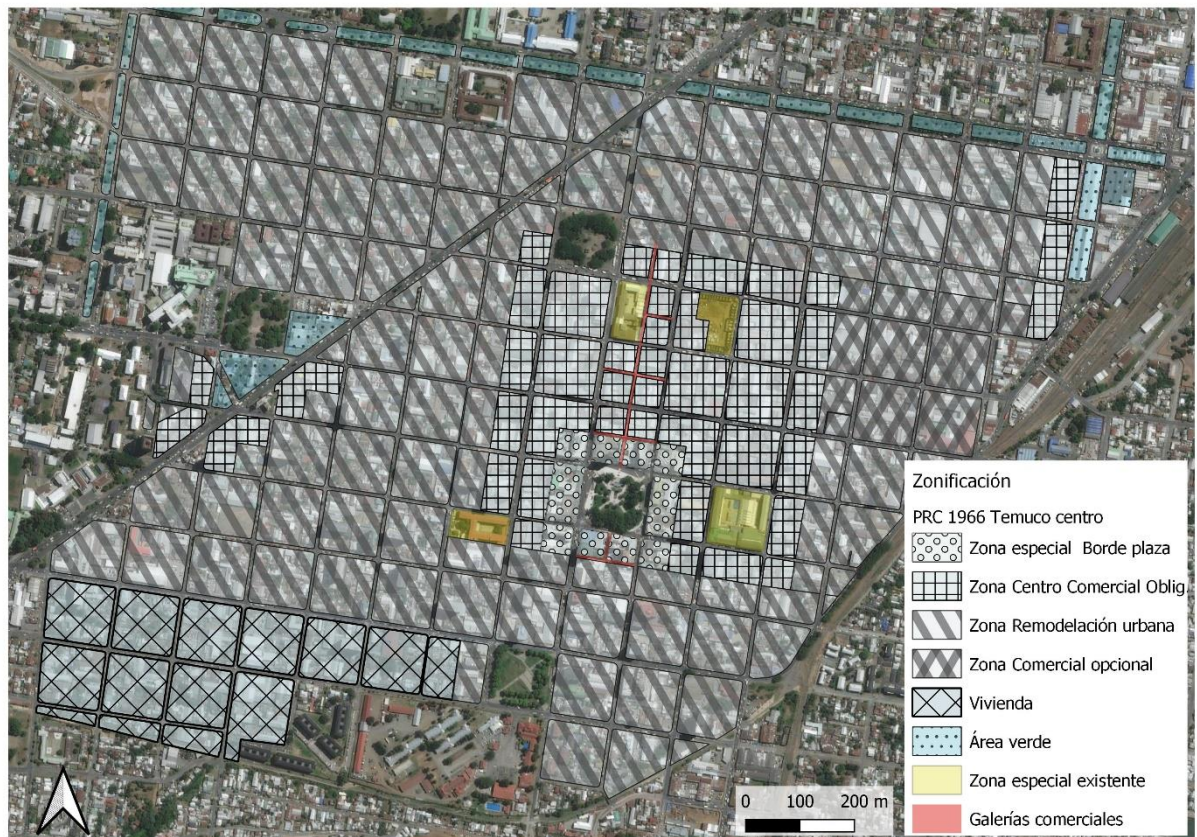 Zonificación
PRC 1966 Temuco centro
Zona especial Borde plaza
Zona Centro Comercial Oblig.
Zona Remodelación urbana
Zona Comercial opcional
Vivienda
Área verde
Zona especial existente
Galerías comerciales
0 100 200 m